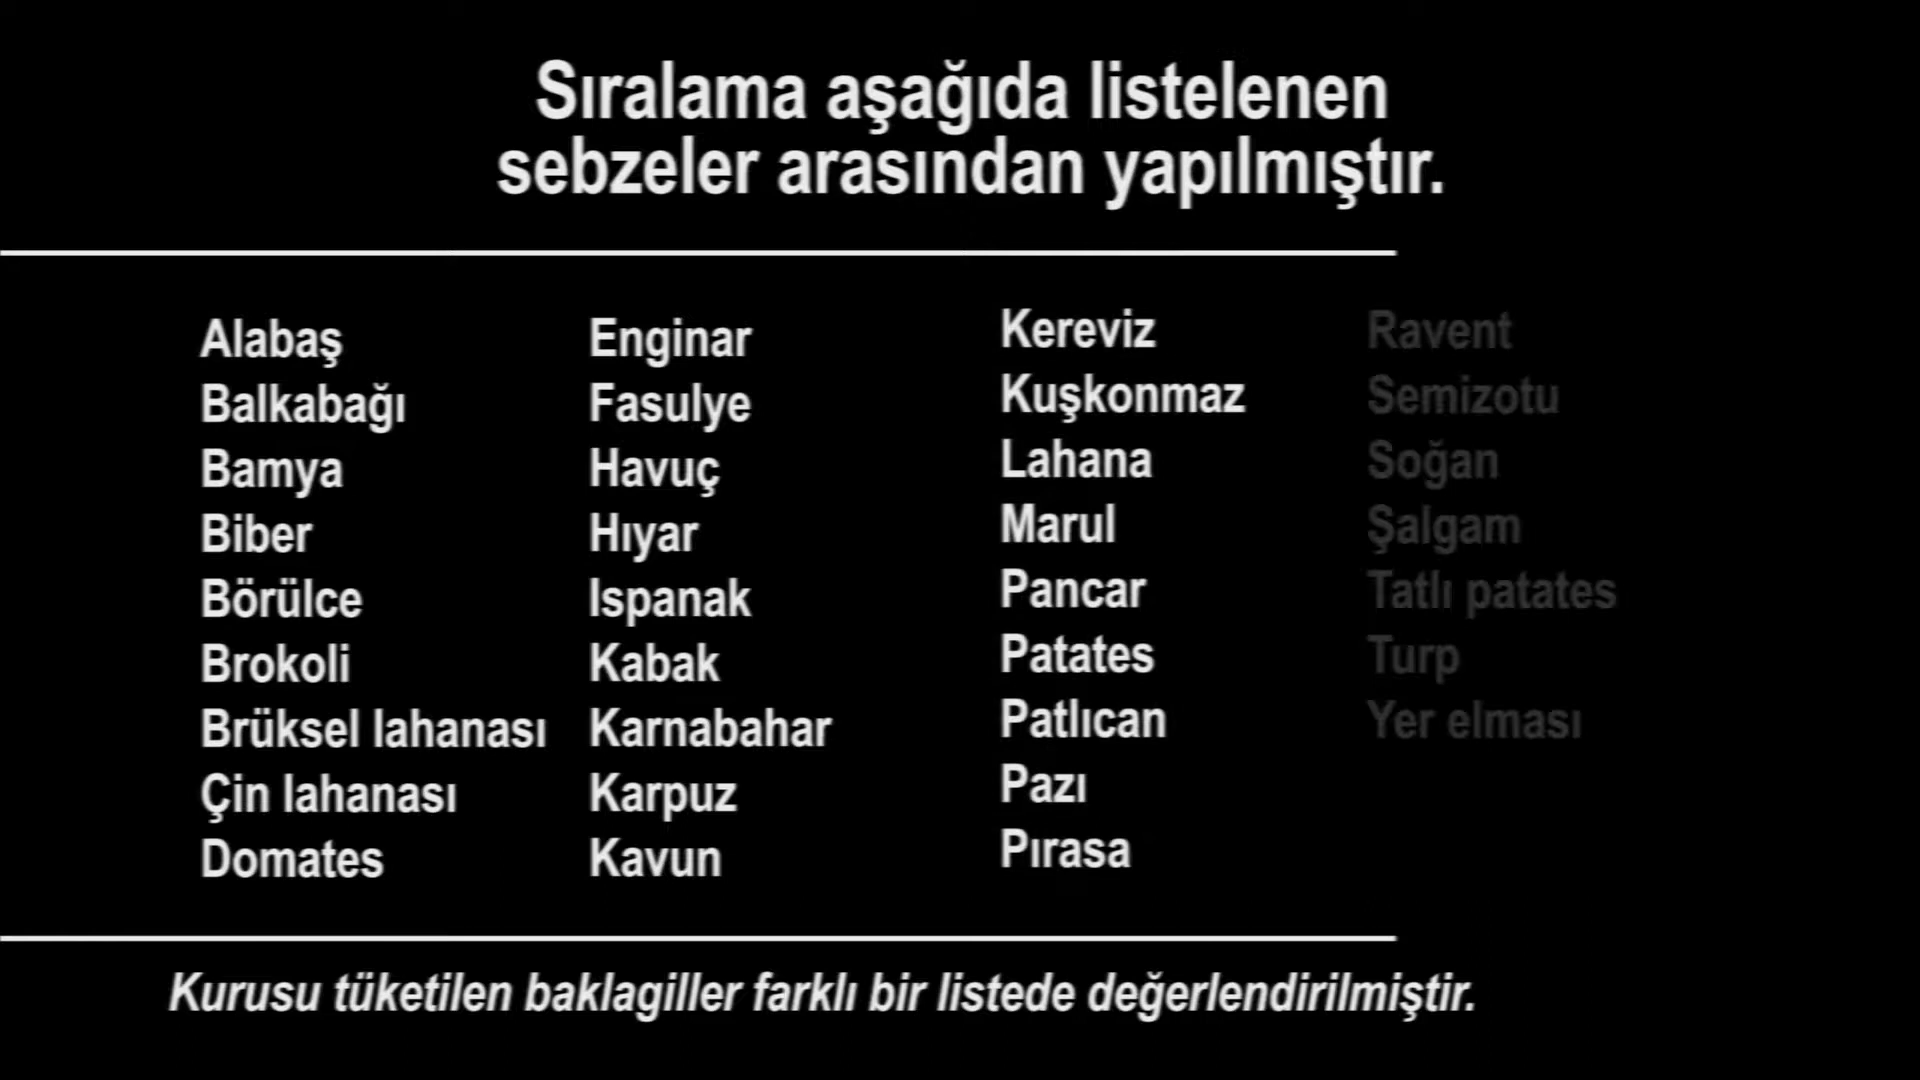 Sıralama aşağıda listelenen
sebzeler arasından yapılmıştır.
Alabaş
Balkabağı
Bamya
Biber
Börülce
Brokoli
Brüksel lahanası
Çin lahanası
Domates
Enginar
Fasulye
Havuç
Hıyar
Ispanak
Kabak
Karnabahar
Karpuz
Kavun
Kereviz
Kuşkonmaz
Lahana
Marul
Pancar
Patates
Patlıcan
Pazı
Pırasa
Ravent
Semizotu
Soğan
Şalgam
Tatlı patates
Turp
Yer elması
Kurusu tüketilen baklagiller farklı bir listede değerlendirilmiştir.